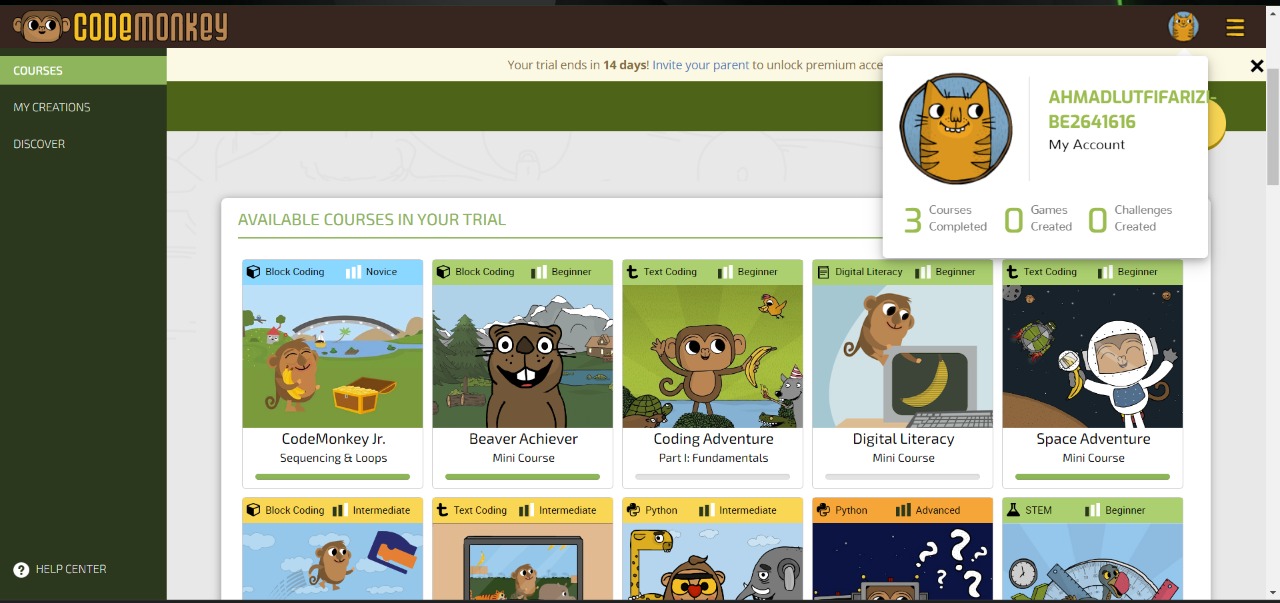 CODEMONKEY
COURSES
MY CREATIONS
DISCOVER
HELP CENTER
Your trial ends in 14 days! Invite your parent to unlock premium acce
AHMADLUTFIFARIZI-
BE2641616
My Account
3 Courses Completed
0 Games Created
0 Challenges Created
AVAILABLE COURSES IN YOUR TRIAL
Block Coding Novice
CodeMonkey Jr.
Sequencing & Loops
Block Coding Beginner
Beaver Achiever
Mini Course
Text Coding Beginner
Coding Adventure
Part I: Fundamentals
Digital Literacy Beginner
Digital Literacy
Mini Course
Text Coding Beginner
Space Adventure
Mini Course
Block Coding Intermediate
Text Coding Intermediate
Python Intermediate
Python Advanced
STEM Beginner